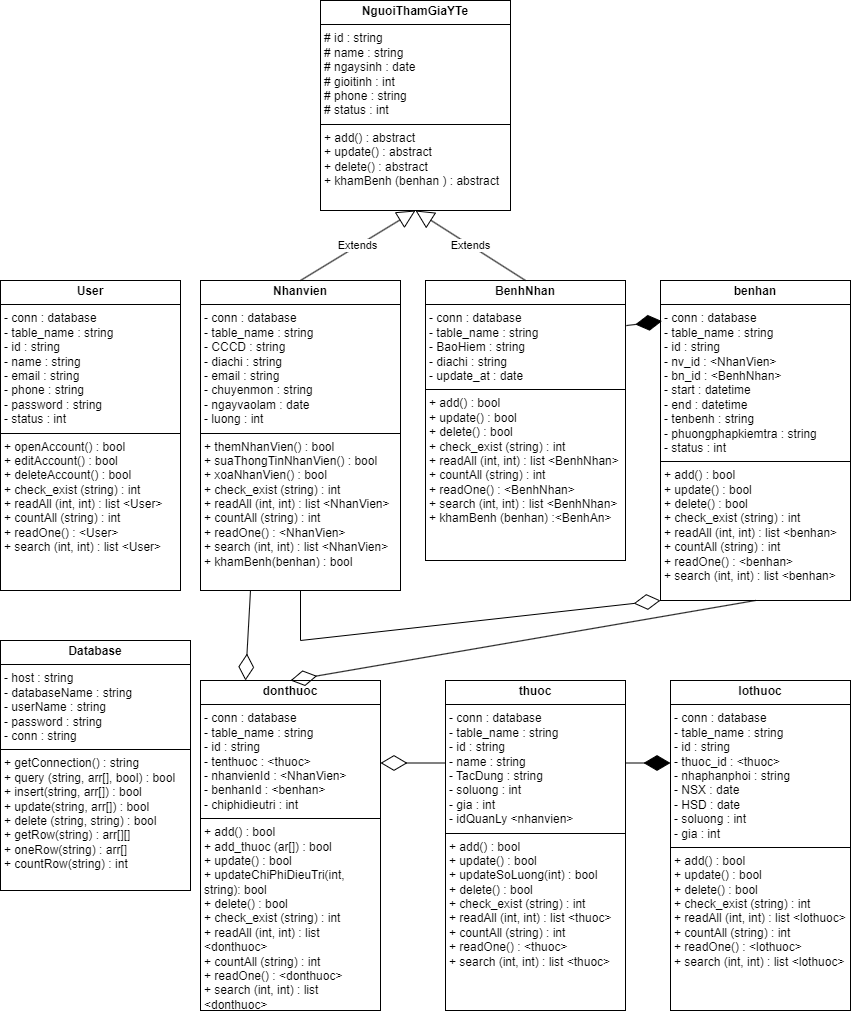 NguoiThamGiaYTe
# id : string
# name : string
# ngaysinh : date
# gioitinh : int
# phone : string
# status : int
+ add() : abstract
+ update() : abstract
+ delete() : abstract
+ khamBenh (benhan ) : abstract
Extends
Extends
User
- conn : database
- table_name : string
- id : string
- name : string
- email : string
- phone : string
- password : string
- status : int
+ openAccount() : bool
+ editAccount() : bool
+ deleteAccount() : bool
+ check_exist (string) : int
+ readAll (int, int) : list <User>
+ countAll (string) : int
+ readOne() : <User>
+ search (int, int) : list <User>
Nhanvien
- conn : database
- table_name : string
- CCCD : string
- diachi : string
- email : string
- chuyenmon : string
- ngayvaolam : date
- luong : int
+ themNhanVien() : bool
+ suaThongTinNhanVien() : bool
+ xoaNhanVien() : bool
+ check_exist (string) : int
+ readAll (int, int) : list <NhanVien>
+ countAll (string) : int
+ readOne() : <NhanVien>
+ search (int, int) : list <NhanVien>
+ khamBenh(benhan) : bool
BenhNhan
- conn : database
- table_name : string
- BaoHiem : string
- diachi : string
- update_at : date
+ add() : bool
+ update() : bool
+ delete() : bool
+ check_exist (string) : int
+ readAll (int, int) : list <BenhNhan>
+ countAll (string) : int
+ readOne() : <BenhNhan>
+ search (int, int) : list <BenhNhan>
+ khamBenh (benhan) :<BenhAn>
benhan
- conn : database
- table_name : string
- id : string
- nv_id : <NhanVien>
- bn_id : <BenhNhan>
- start : datetime
- end : datetime
- tenbenh : string
- phuongphapkiemtra : string
- status : int
+ add() : bool
+ update() : bool
+ delete() : bool
+ check_exist (string) : int
+ readAll (int, int) : list <benhan>
+ countAll (string) : int
+ readOne() : <benhan>
+ search (int, int) : list <benhan>
Database
- host : string
- databaseName : string
- userName : string
- password : string
- conn : string
+ getConnection() : string
+ query (string, arr[], bool) : bool
+ insert(string, arr[]) : bool
+ update(string, arr[]) : bool
+ delete (string, string) : bool
+ getRow(string) : arr[][]
+ oneRow(string) : arr[]
+ countRow(string) : int
donthuoc
- conn : database
- table_name : string
- id : string
- tenthuoc : <thuoc>
- nhanvienId : <NhanVien>
- benhanId : <benhan>
- chiphidieutri : int
+ add() : bool
+ add_thuoc (ar[]) : bool
+ update() : bool
+ updateChiPhiDieuTri(int,
string): bool
+ delete() : bool
+ check_exist (string) : int
+ readAll (int, int) : list
<donthuoc>
+ countAll (string) : int
+ readOne() : <donthuoc>
+ search (int, int) : list
<donthuoc>
thuoc
- conn : database
- table_name : string
- id : string
- name : string
- TacDung : string
- soluong : int
- gia : int
- idQuanLy <nhanvien>
+ add() : bool
+ update() : bool
+ updateSoLuong(int) : bool
+ delete() : bool
+ check_exist (string) : int
+ readAll (int, int) : list <thuoc>
+ countAll (string) : int
+ readOne() : <thuoc>
+ search (int, int) : list <thuoc>
lothuoc
- conn : database
- table_name : string
- id : string
- thuoc_id : <thuoc>
- nhaphanphoi : string
- NSX : date
- HSD : date
- soluong : int
- gia : int
+ add() : bool
+ update() : bool
+ delete() : bool
+ check_exist (string) : int
+ readAll (int, int) : list <lothuoc>
+ countAll (string) : int
+ readOne() : <lothuoc>
+ search (int, int) : list <lothuoc>